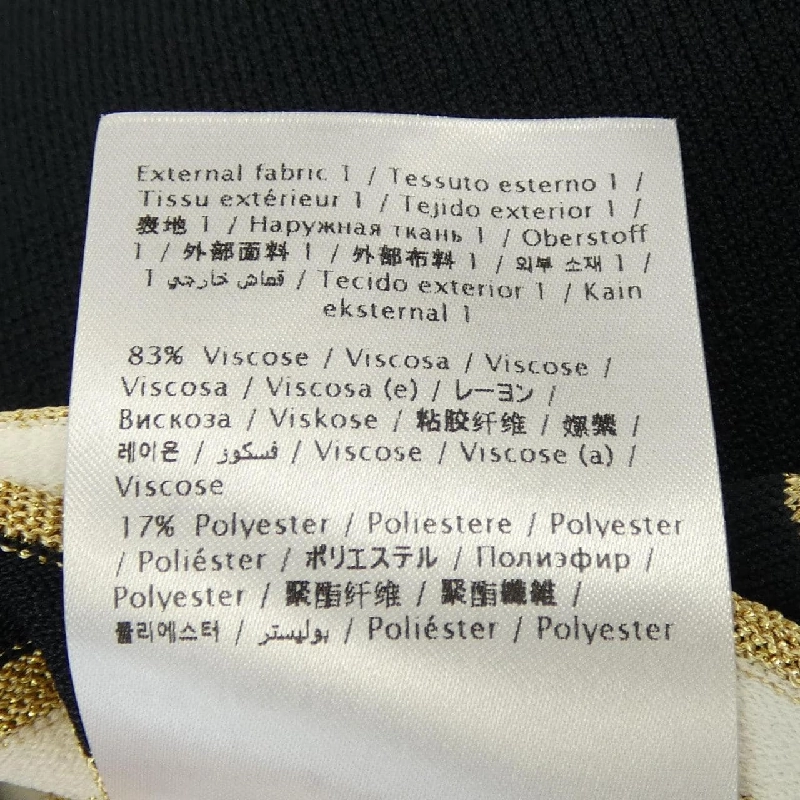 External fabric 1 / Tessuto esterno 1 /
Tissu extérieur 1 / Tejido exterior 1 /
表地 1 / Наружная ткань 1 / Oberstoff
1 / 外部面料 1 / 外部布料 1 / 외부 소재 1 /
قماش خارجي 1 / Tecido exterior 1 / Kain
eksternal 1
83% Viscose / Viscosa / Viscose /
Viscosa / Viscosa (e) / レーヨン /
Вискоза / Viskose / 粘胶纤维 / 嫘縈 /
레이온 / فسكوز / Viscose / Viscose (a) /
Viscose
17% Polyester / Poliestere / Polyester
/ Poliéster / ポリエステル / Полиэфир /
Polyester / 聚酯纤维 / 聚酯纖維 /
폴리에스터 / بوليستر / Poliéster / Polyester